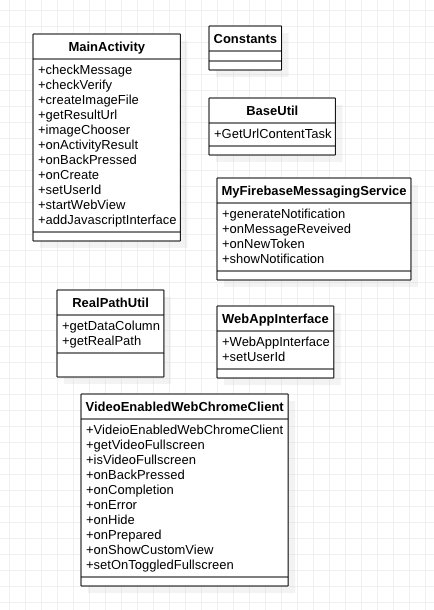 MainActivity
+checkMessage
+checkVerify
+createImageFile
+getResultUrl
+imageChooser
+onActivityResult
+onBackPressed
+onCreate
+setUserId
+startWebView
+addJavascriptInterface
Constants
BaseUtil
+GetUrlContentTask
MyFirebaseMessagingService
+generateNotification
+onMessageReveived
+onNewToken
+showNotification
RealPathUtil
+getDataColumn
+getRealPath
WebAppInterface
+WebAppInterface
+setUserId
VideoEnabledWebChromeClient
+VideioEnabledWebChromeClient
+getVideoFullscreen
+isVideoFullscreen
+onBackPressed
+onCompletion
+onError
+onHide
+onPrepared
+onShowCustomView
+setOnToggledFullscreen